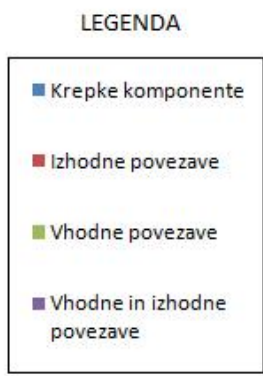 LEGENDA
Krepke komponente
Izhodne povezave
Vhodne povezave
Vhodne in izhodne
povezave